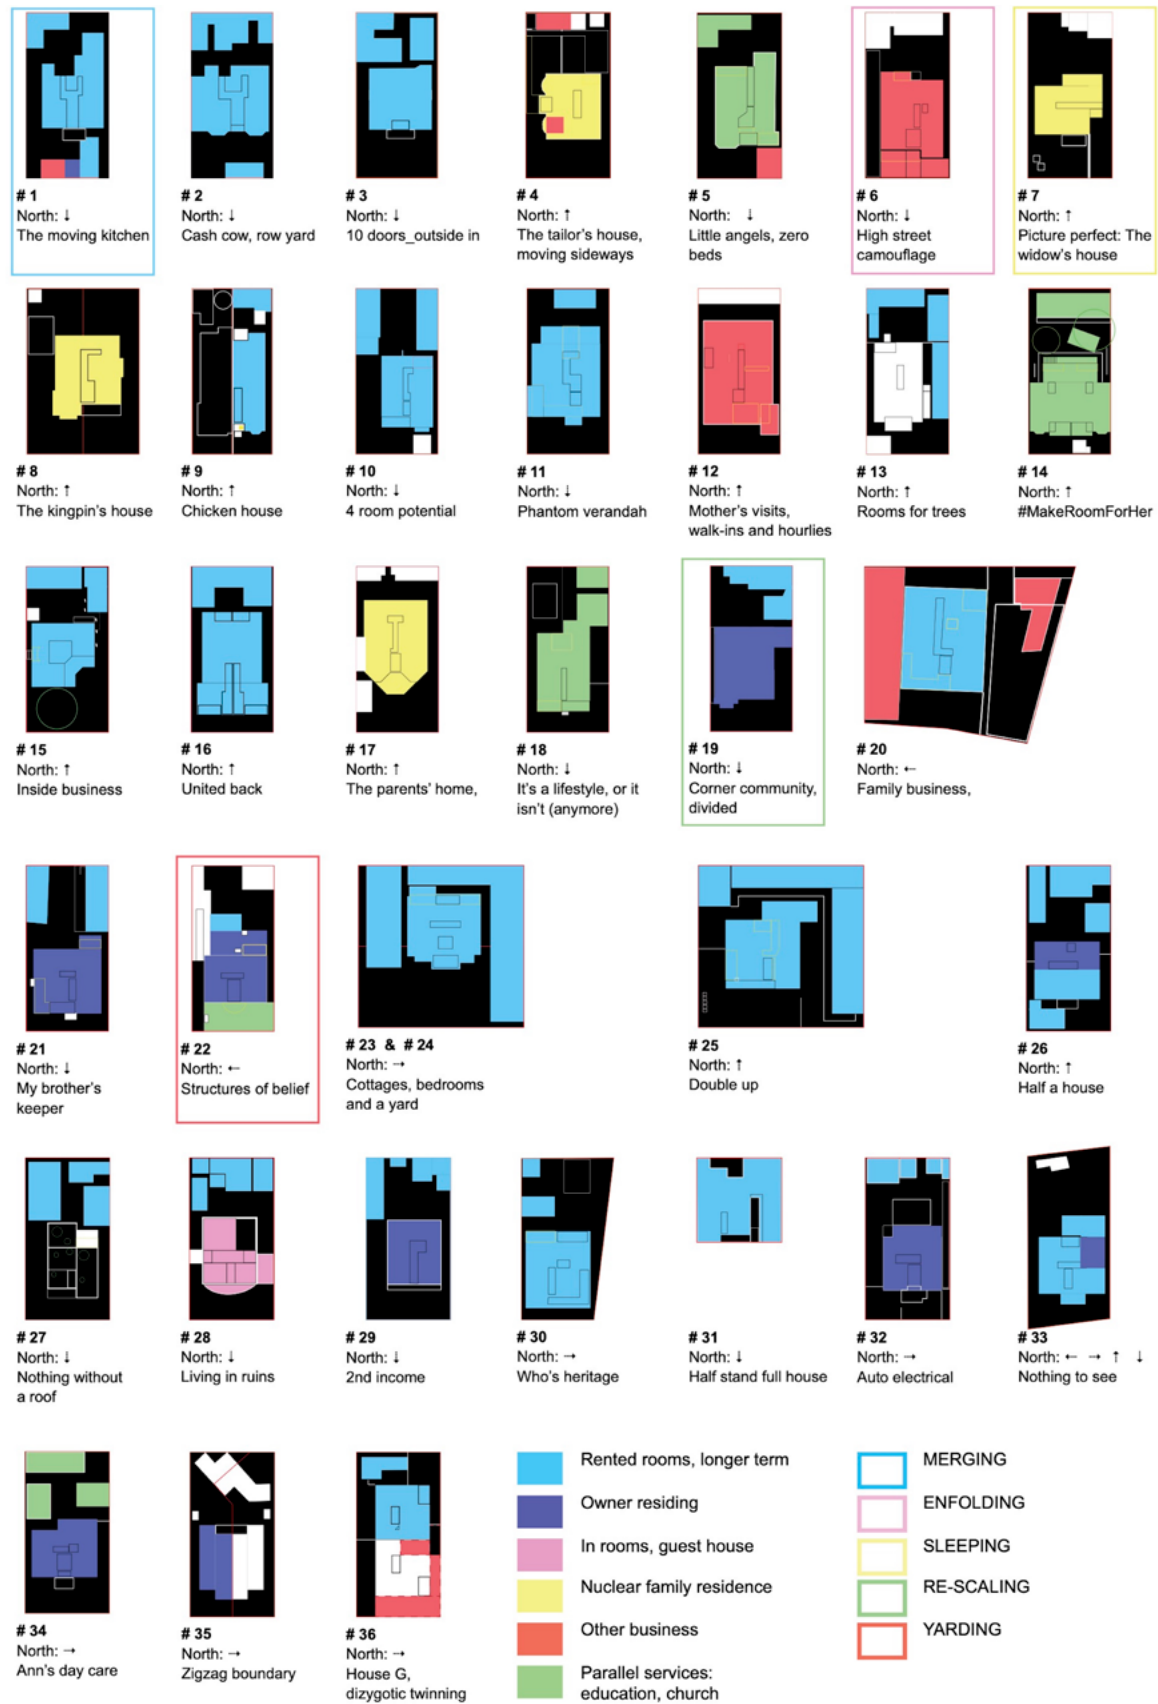 # 1
North: ↓
The moving kitchen
# 2
North: ↓
Cash cow, row yard
# 3
North: ↓
10 doors_outside in
# 4
North: ↑
The tailor's house,
moving sideways
# 5
North: ↓
Little angels, zero
beds
# 6
North: ↓
High street
camouflage
# 7
North: ↑
Picture perfect: The
widow's house
# 8
North: ↑
The kingpin's house
# 9
North: ↑
Chicken house
# 10
North: ↓
4 room potential
# 11
North: ↓
Phantom verandah
# 12
North: ↑
Mother's visits,
walk-ins and hourlies
# 13
North: ↑
Rooms for trees
# 14
North: ↑
#MakeRoomForHer
# 15
North: ↑
Inside business
# 16
North: ↑
United back
# 17
North: ↑
The parents' home,
# 18
North: ↓
It's a lifestyle, or it
isn't (anymore)
# 19
North: ↓
Corner community,
divided
# 20
North: ←
Family business,
# 21
North: ↓
My brother's
keeper
# 22
North: ←
Structures of belief
# 23 & # 24
North: →
Cottages, bedrooms
and a yard
# 25
North: ↑
Double up
# 26
North: ↑
Half a house
# 27
North: ↓
Nothing without
a roof
# 28
North: ↓
Living in ruins
# 29
North: ↓
2nd income
# 30
North: →
Who's heritage
# 31
North: ↓
Half stand full house
# 32
North: →
Auto electrical
# 33
North: ← → ↑ ↓
Nothing to see
# 34
North: →
Ann's day care
# 35
North: →
Zigzag boundary
# 36
North: →
House G,
dizygotic twinning
Rented rooms, longer term
Owner residing
In rooms, guest house
Nuclear family residence
Other business
Parallel services:
education, church
MERGING
ENFOLDING
SLEEPING
RE-SCALING
YARDING